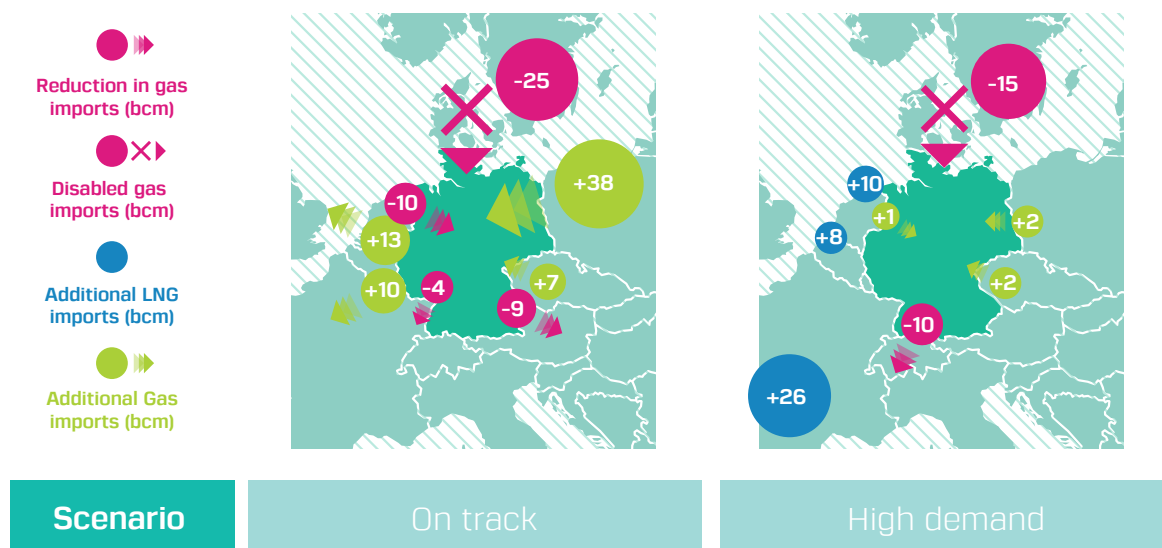 Reduction in gas
imports (bcm)
Disabled gas
imports (bcm)
Additional LNG
imports (bcm)
Additional Gas
imports (bcm)
-25
+38
-10
+13
+10
-4
+7
-9
-15
+10
+1
+2
+8
+2
-10
+26
Scenario
On track
High demand